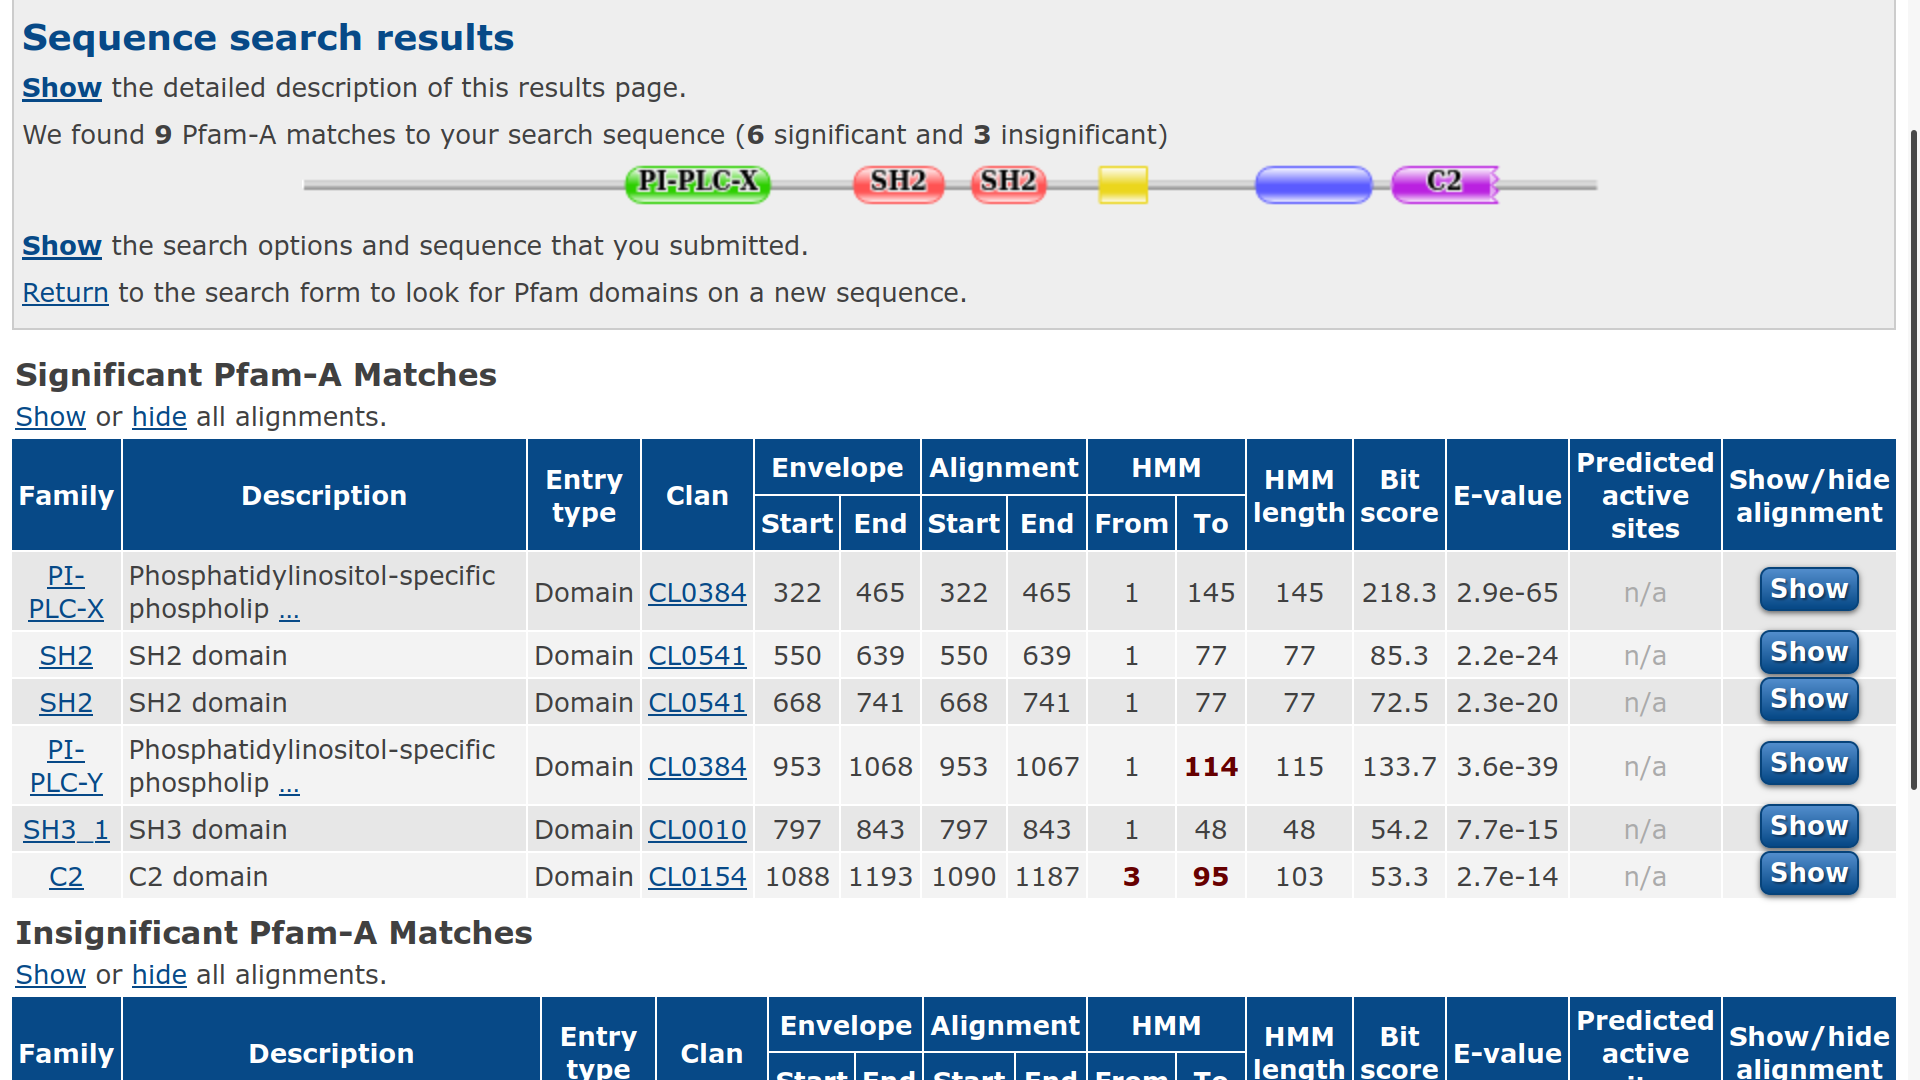 Sequence search results
Show the detailed description of this results page.
We found 9 Pfam-A matches to your search sequence (6 significant and 3 insignificant)
PI-PLC-X SH2 SH2 C2
Show the search options and sequence that you submitted.
Return to the search form to look for Pfam domains on a new sequence.
Significant Pfam-A Matches
Show or hide all alignments.
Family Description Entry type Clan Envelope Alignment HMM HMM length Bit score E-value Predicted active sites Show/hide alignment
Start End Start End From To
PI-PLC-X Phosphatidylinositol-specific phospholip ... Domain CL0384 322 465 322 465 1 145 145 218.3 2.9e-65 n/a Show
SH2 SH2 domain Domain CL0541 550 639 550 639 1 77 77 85.3 2.2e-24 n/a Show
SH2 SH2 domain Domain CL0541 668 741 668 741 1 77 77 72.5 2.3e-20 n/a Show
PI-PLC-Y Phosphatidylinositol-specific phospholip ... Domain CL0384 953 1068 953 1067 1 114 115 133.7 3.6e-39 n/a Show
SH3_1 SH3 domain Domain CL0010 797 843 797 843 1 48 48 54.2 7.7e-15 n/a Show
C2 C2 domain Domain CL0154 1088 1193 1090 1187 3 95 103 53.3 2.7e-14 n/a Show
Insignificant Pfam-A Matches
Show or hide all alignments.
Family Description Entry type Clan Envelope Alignment HMM HMM length Bit score E-value Predicted active Show/hide alignment
Start End Start End From To